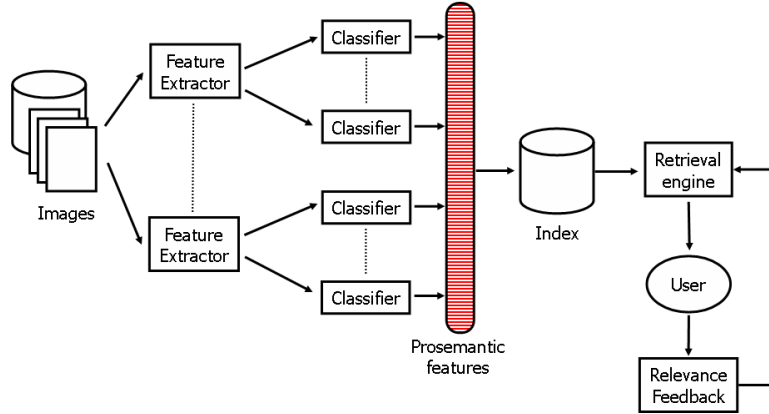 Images
Feature
Extractor
Feature
Extractor
Classifier
Classifier
Classifier
Classifier
Prosemantic
features
Index
Retrieval
engine
User
Relevance
Feedback